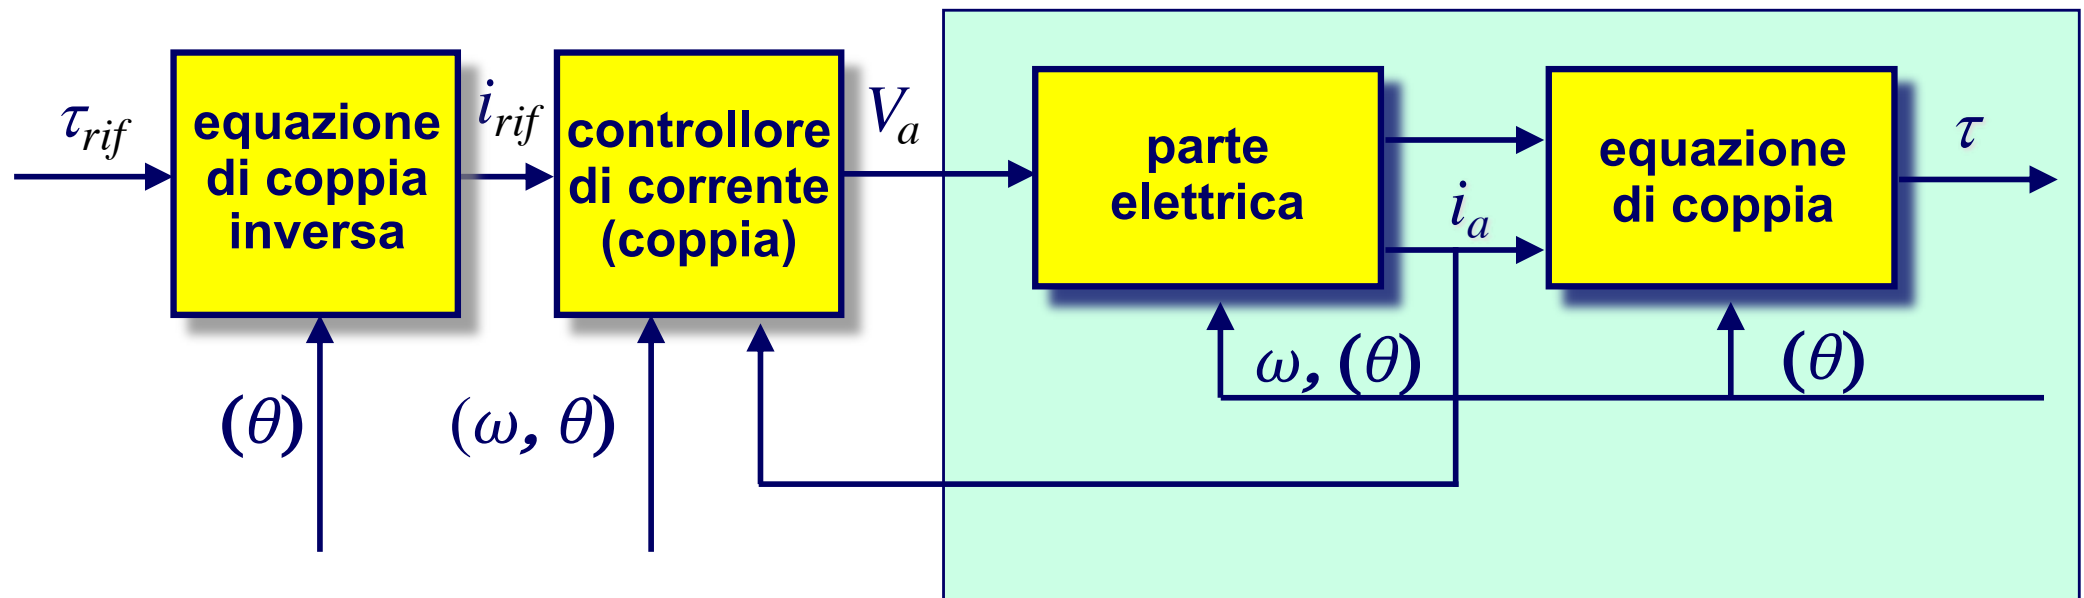 τrif
equazione
di coppia
inversa
irif
controllore
di corrente
(coppia)
Va
parte
elettrica
ia
equazione
di coppia
τ
(θ)
(ω, θ)
ω, (θ)
(θ)